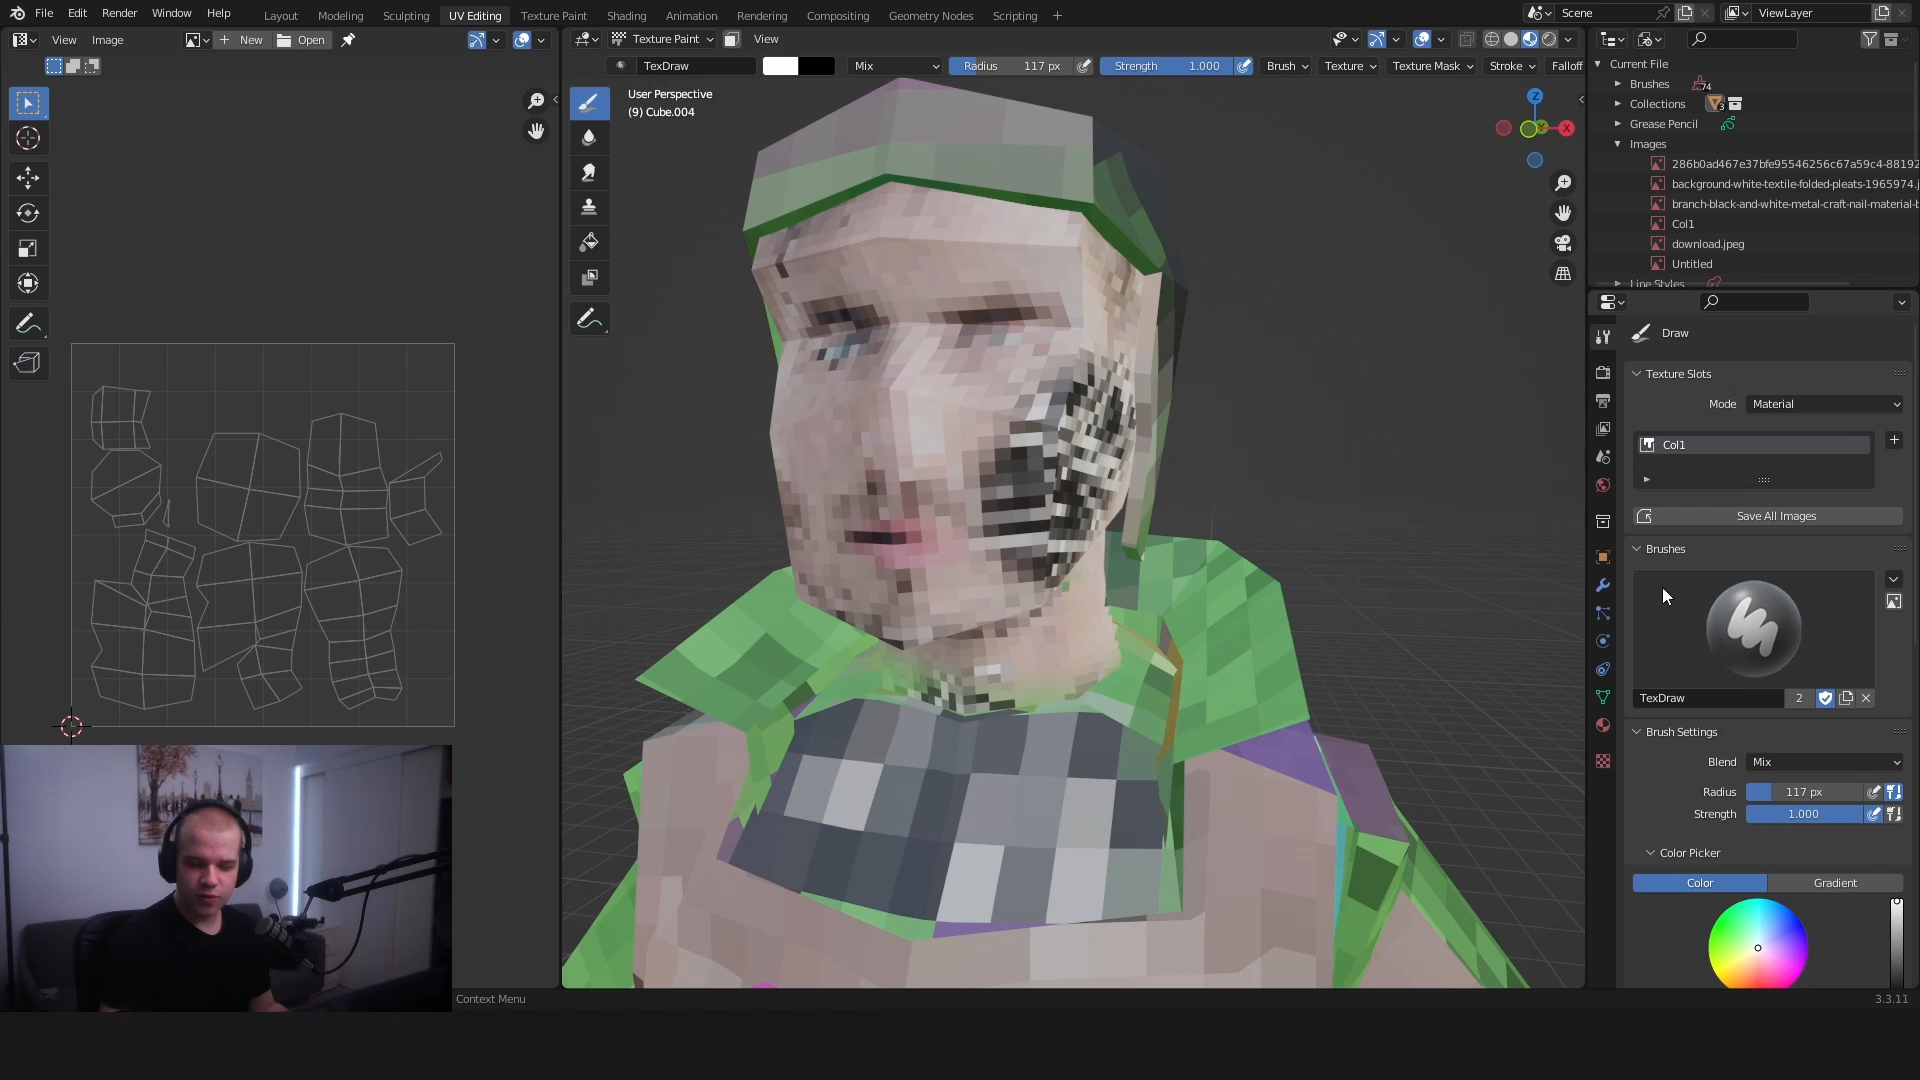 File Edit Render Window Help Layout Modeling Sculpting UV Editing Texture Paint Shading Animation Rendering Compositing Geometry Nodes Scripting + Scene ViewLayer
View Image New Open Texture Paint View
TexDraw Mix Radius 117 px Strength 1.000 Brush Texture Texture Mask Stroke Falloff
User Perspective
(9) Cube.004
Z
X
Current File
Brushes 74
Collections 3
Grease Pencil
Images
286b0ad467e37bfe95546256c67a59c4-88192
background-white-textile-folded-pleats-1965974.j
branch-black-and-white-metal-craft-nail-material-b
Col1
download.jpeg
Untitled
Line Styles
Draw
Texture Slots
Mode Material
Col1
Save All Images
Brushes
TexDraw 2
Brush Settings
Blend Mix
Radius 117 px
Strength 1.000
Color Picker
Color Gradient
Context Menu 3.3.11